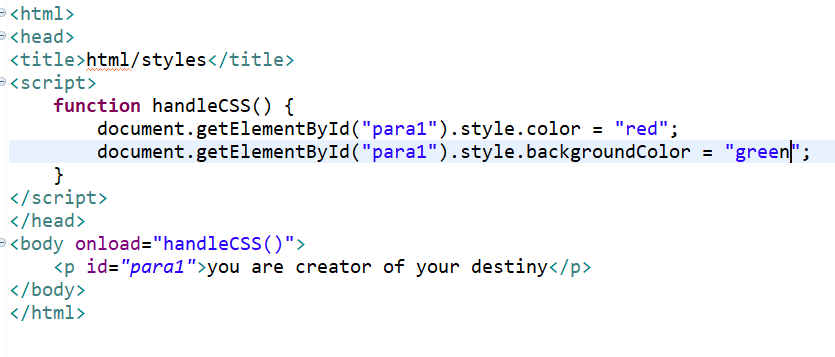 <html>
<head>
<title>html/styles</title>
<script>
    function handleCSS() {
        document.getElementById("para1").style.color = "red";
        document.getElementById("para1").style.backgroundColor = "green";
    }
</script>
</head>
<body onload="handleCSS()">
    <p id="para1">you are creator of your destiny</p>
</body>
</html>